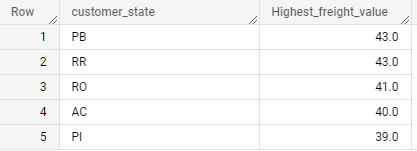 Row customer_state Highest_freight_value
1 PB 43.0
2 RR 43.0
3 RO 41.0
4 AC 40.0
5 PI 39.0